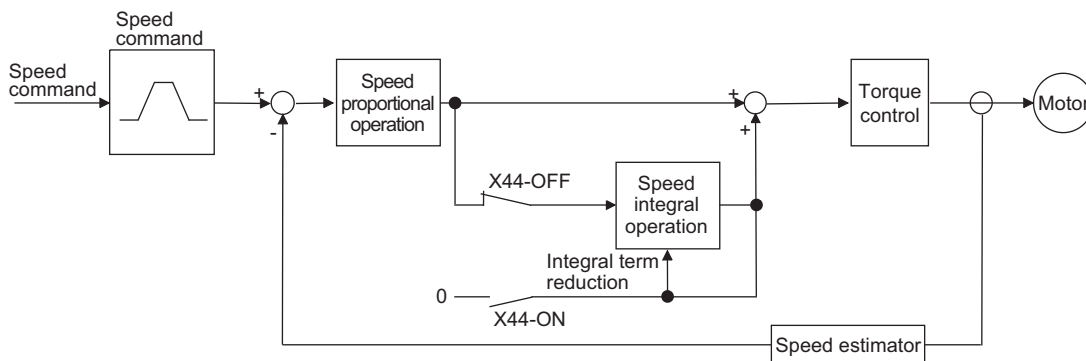 Speed
command
Speed
command
+
-
Speed
proportional
operation
+
+
Torque
control
Motor
X44-OFF
Speed
integral
operation
Integral term
reduction
0
X44-ON
Speed estimator